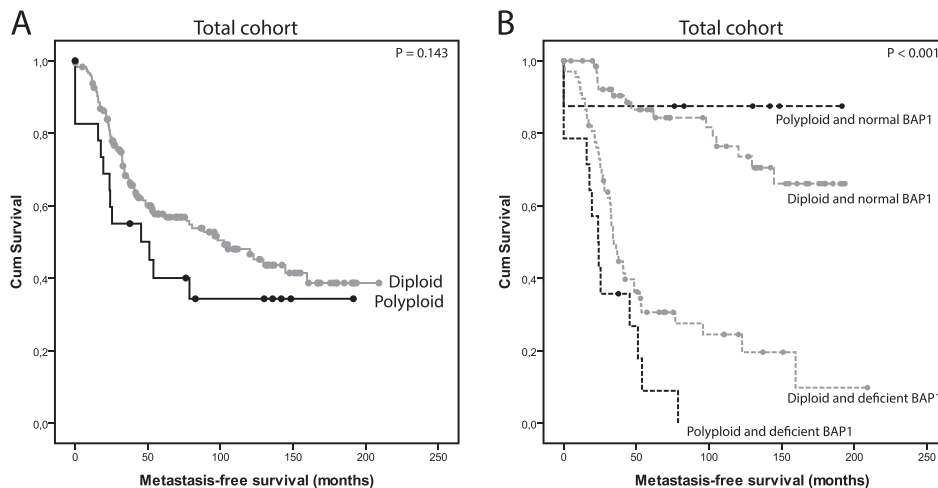 A
Total cohort
P = 0.143
1,0
0,8
0,6
0,4
0,2
0,0
Cum Survival
Diploid
Polyploid
0 50 100 150 200 250
Metastasis-free survival (months)
B
Total cohort
P < 0.001
1,0
0,8
0,6
0,4
0,2
0,0
Cum Survival
Polyploid and normal BAP1
Diploid and normal BAP1
Diploid and deficient BAP1
Polyploid and deficient BAP1
0 50 100 150 200 250
Metastasis-free survival (months)